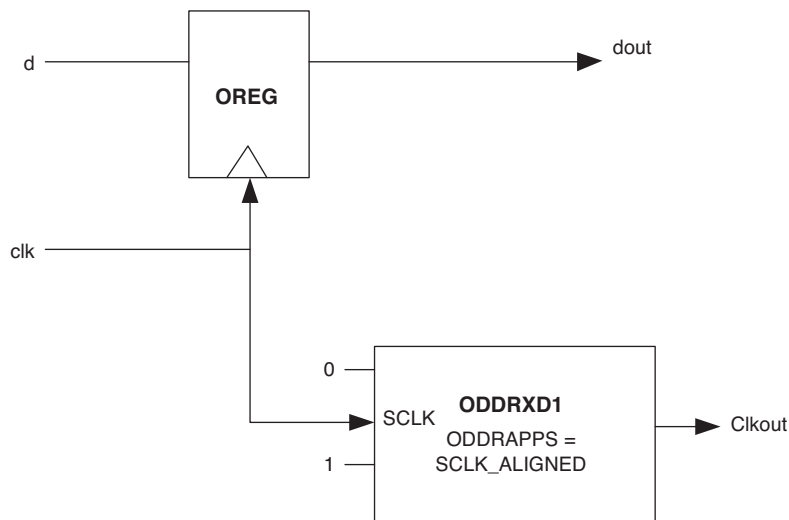 d
OREG
dout
clk
0
SCLK
ODDRXD1
ODDRAPPS =
SCLK_ALIGNED
1
Clkout